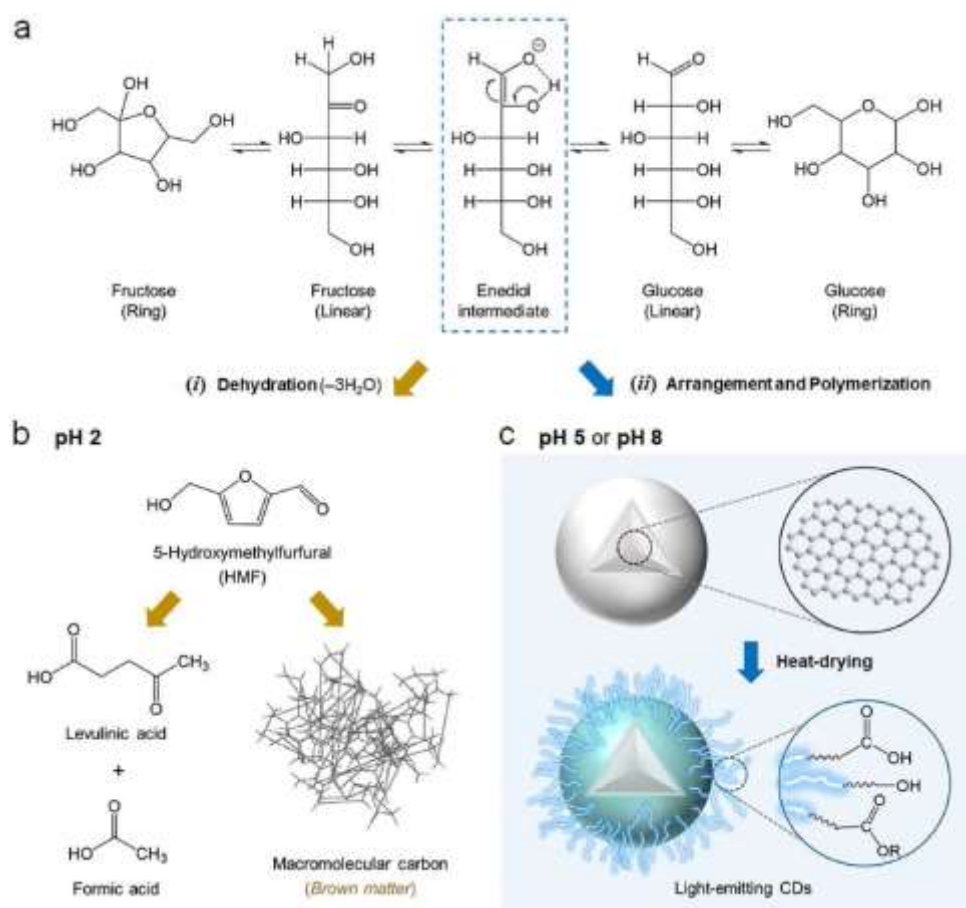 a
OH
HO O OH
HO
OH
H
H OH
O
HO H
H OH
H OH
OH
H O ⊖
H
O
HO H
H OH
H OH
OH
H O
H OH
HO H
H OH
H OH
OH
O OH
HO
HO OH
OH
Fructose
(Ring)
Fructose
(Linear)
Enediol
intermediate
Glucose
(Linear)
Glucose
(Ring)
(i) Dehydration (–3H₂O)
(ii) Arrangement and Polymerization
b pH 2
HO O O
5-Hydroxymethylfurfural
(HMF)
O
HO CH₃
O
Levulinic acid
+
O
HO CH₃
Formic acid
Macromolecular carbon
(Brown matter)
c pH 5 or pH 8
Heat-drying
O
OH
OH
O
OR
Light-emitting CDs